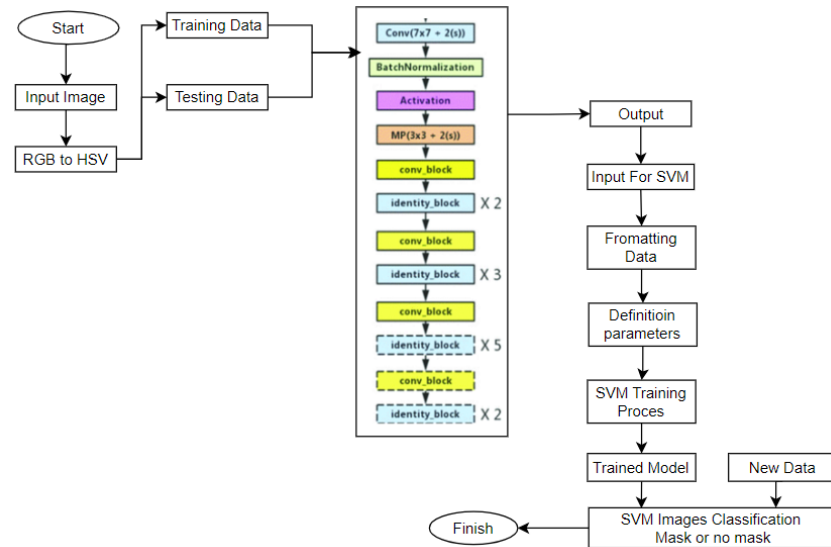 Start
Input Image
RGB to HSV
Training Data
Testing Data
Conv(7x7 + 2(s))
BatchNormalization
Activation
MP(3x3 + 2(s))
conv_block
identity_block X 2
conv_block
identity_block X 3
conv_block
identity_block X 5
conv_block
identity_block X 2
Output
Input For SVM
Fromatting
Data
Definitioin
parameters
SVM Training
Proces
Trained Model
New Data
SVM Images Classification
Mask or no mask
Finish